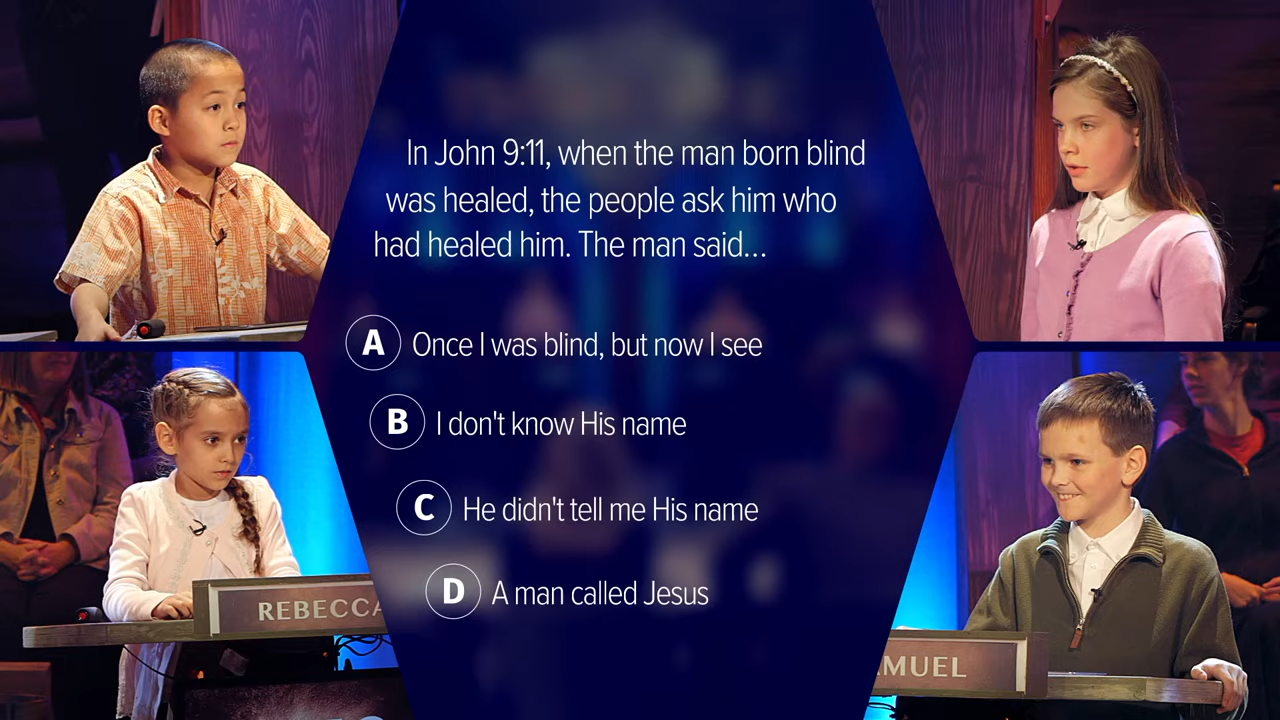 In John 9:11, when the man born blind
was healed, the people ask him who
had healed him. The man said...
A Once I was blind, but now I see
B I don't know His name
C He didn't tell me His name
D A man called Jesus
REBECCA
MUEL